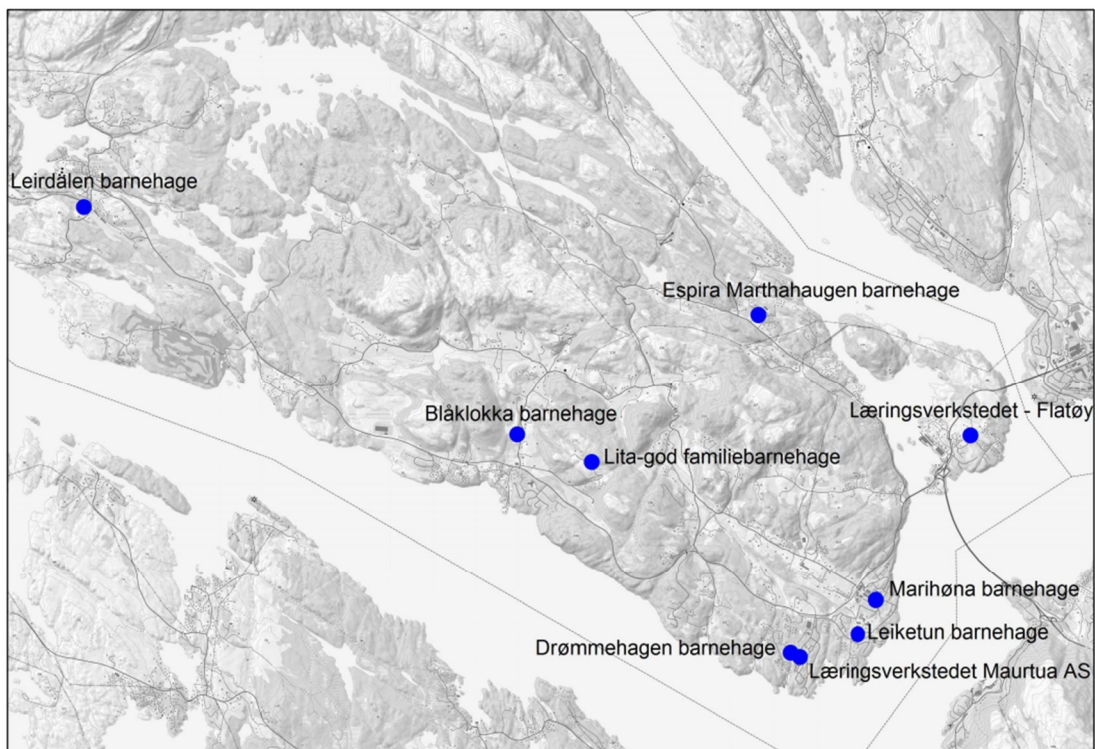 Leirdålen barnehage
Espira Marthahaugen barnehage
Blåklokka barnehage
Læringsverkstedet - Flatøy
Lita-god familiebarnehage
Marihøna barnehage
Leiketun barnehage
Drømmehagen barnehage
Læringsverkstedet Maurtua AS